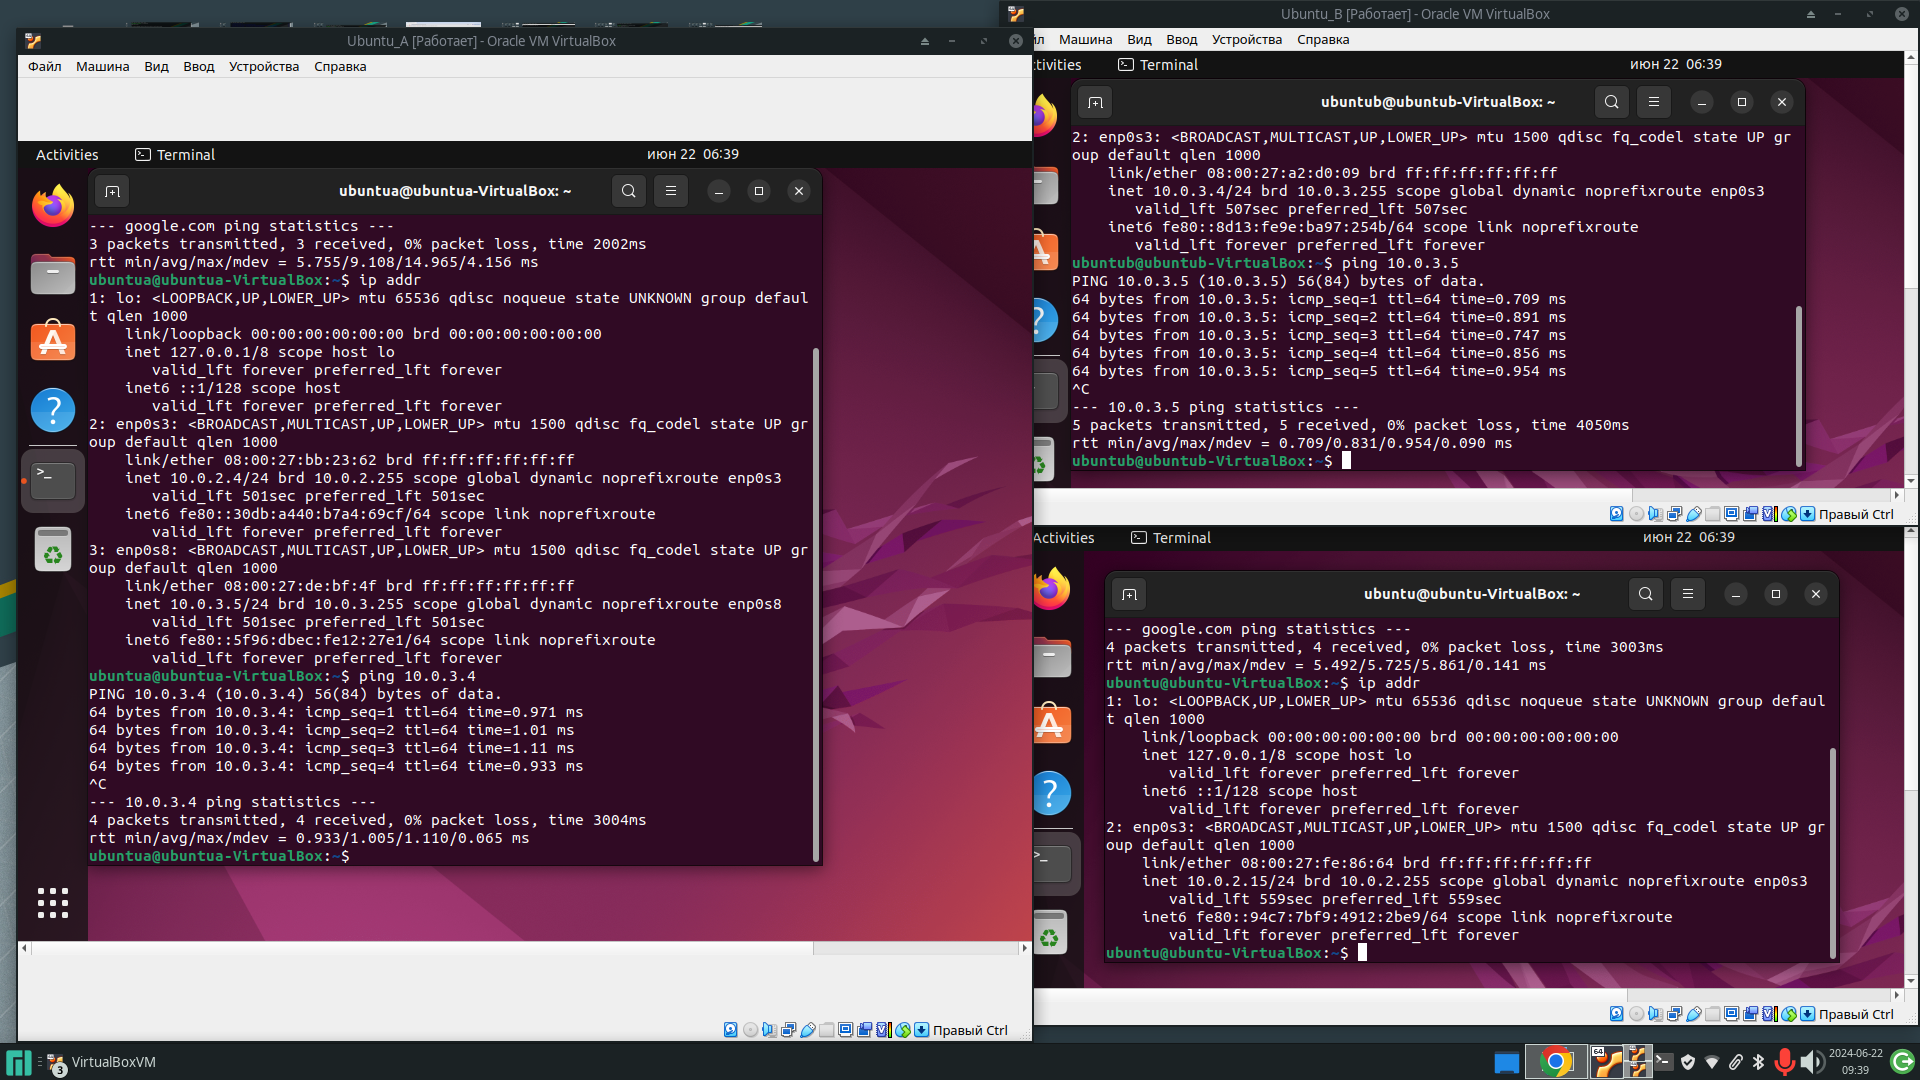 Ubuntu_A [Работает] - Oracle VM VirtualBox
Файл Машина Вид Ввод Устройства Справка
Activities
Terminal
июн 22 06:39
ubuntua@ubuntua-VirtualBox: ~
--- google.com ping statistics ---
3 packets transmitted, 3 received, 0% packet loss, time 2002ms
rtt min/avg/max/mdev = 5.755/9.108/14.965/4.156 ms
ubuntua@ubuntua-VirtualBox:~$ ip addr
1: lo: <LOOPBACK,UP,LOWER_UP> mtu 65536 qdisc noqueue state UNKNOWN group defaul
t qlen 1000
link/loopback 00:00:00:00:00:00 brd 00:00:00:00:00:00
inet 127.0.0.1/8 scope host lo
valid_lft forever preferred_lft forever
inet6 ::1/128 scope host
valid_lft forever preferred_lft forever
2: enp0s3: <BROADCAST,MULTICAST,UP,LOWER_UP> mtu 1500 qdisc fq_codel state UP gr
oup default qlen 1000
link/ether 08:00:27:bb:23:62 brd ff:ff:ff:ff:ff:ff
inet 10.0.2.4/24 brd 10.0.2.255 scope global dynamic noprefixroute enp0s3
valid_lft 501sec preferred_lft 501sec
inet6 fe80::30db:a440:b7a4:69cf/64 scope link noprefixroute
valid_lft forever preferred_lft forever
3: enp0s8: <BROADCAST,MULTICAST,UP,LOWER_UP> mtu 1500 qdisc fq_codel state UP gr
oup default qlen 1000
link/ether 08:00:27:de:bf:4f brd ff:ff:ff:ff:ff:ff
inet 10.0.3.5/24 brd 10.0.3.255 scope global dynamic noprefixroute enp0s8
valid_lft 501sec preferred_lft 501sec
inet6 fe80::5f96:dbec:fe12:27e1/64 scope link noprefixroute
valid_lft forever preferred_lft forever
ubuntua@ubuntua-VirtualBox:~$ ping 10.0.3.4
PING 10.0.3.4 (10.0.3.4) 56(84) bytes of data.
64 bytes from 10.0.3.4: icmp_seq=1 ttl=64 time=0.971 ms
64 bytes from 10.0.3.4: icmp_seq=2 ttl=64 time=1.01 ms
64 bytes from 10.0.3.4: icmp_seq=3 ttl=64 time=1.11 ms
64 bytes from 10.0.3.4: icmp_seq=4 ttl=64 time=0.933 ms
^C
--- 10.0.3.4 ping statistics ---
4 packets transmitted, 4 received, 0% packet loss, time 3004ms
rtt min/avg/max/mdev = 0.933/1.005/1.110/0.065 ms
ubuntua@ubuntua-VirtualBox:~$
Правый Ctrl
Ubuntu_B [Работает] - Oracle VM VirtualBox
йл Машина Вид Ввод Устройства Справка
tivities
Terminal
июн 22 06:39
ubuntub@ubuntub-VirtualBox: ~
2: enp0s3: <BROADCAST,MULTICAST,UP,LOWER_UP> mtu 1500 qdisc fq_codel state UP gr
oup default qlen 1000
link/ether 08:00:27:a2:d0:09 brd ff:ff:ff:ff:ff:ff
inet 10.0.3.4/24 brd 10.0.3.255 scope global dynamic noprefixroute enp0s3
valid_lft 507sec preferred_lft 507sec
inet6 fe80::8d13:fe9e:ba97:254b/64 scope link noprefixroute
valid_lft forever preferred_lft forever
ubuntub@ubuntub-VirtualBox:~$ ping 10.0.3.5
PING 10.0.3.5 (10.0.3.5) 56(84) bytes of data.
64 bytes from 10.0.3.5: icmp_seq=1 ttl=64 time=0.709 ms
64 bytes from 10.0.3.5: icmp_seq=2 ttl=64 time=0.891 ms
64 bytes from 10.0.3.5: icmp_seq=3 ttl=64 time=0.747 ms
64 bytes from 10.0.3.5: icmp_seq=4 ttl=64 time=0.856 ms
64 bytes from 10.0.3.5: icmp_seq=5 ttl=64 time=0.954 ms
^C
--- 10.0.3.5 ping statistics ---
5 packets transmitted, 5 received, 0% packet loss, time 4050ms
rtt min/avg/max/mdev = 0.709/0.831/0.954/0.090 ms
ubuntub@ubuntub-VirtualBox:~$
Правый Ctrl
Activities
Terminal
июн 22 06:39
ubuntu@ubuntu-VirtualBox: ~
--- google.com ping statistics ---
4 packets transmitted, 4 received, 0% packet loss, time 3003ms
rtt min/avg/max/mdev = 5.492/5.725/5.861/0.141 ms
ubuntu@ubuntu-VirtualBox:~$ ip addr
1: lo: <LOOPBACK,UP,LOWER_UP> mtu 65536 qdisc noqueue state UNKNOWN group defaul
t qlen 1000
link/loopback 00:00:00:00:00:00 brd 00:00:00:00:00:00
inet 127.0.0.1/8 scope host lo
valid_lft forever preferred_lft forever
inet6 ::1/128 scope host
valid_lft forever preferred_lft forever
2: enp0s3: <BROADCAST,MULTICAST,UP,LOWER_UP> mtu 1500 qdisc fq_codel state UP gr
oup default qlen 1000
link/ether 08:00:27:fe:86:64 brd ff:ff:ff:ff:ff:ff
inet 10.0.2.15/24 brd 10.0.2.255 scope global dynamic noprefixroute enp0s3
valid_lft 559sec preferred_lft 559sec
inet6 fe80::94c7:7bf9:4912:2be9/64 scope link noprefixroute
valid_lft forever preferred_lft forever
ubuntu@ubuntu-VirtualBox:~$
Правый Ctrl
3
VirtualBoxVM
64
2024-06-22
09:39